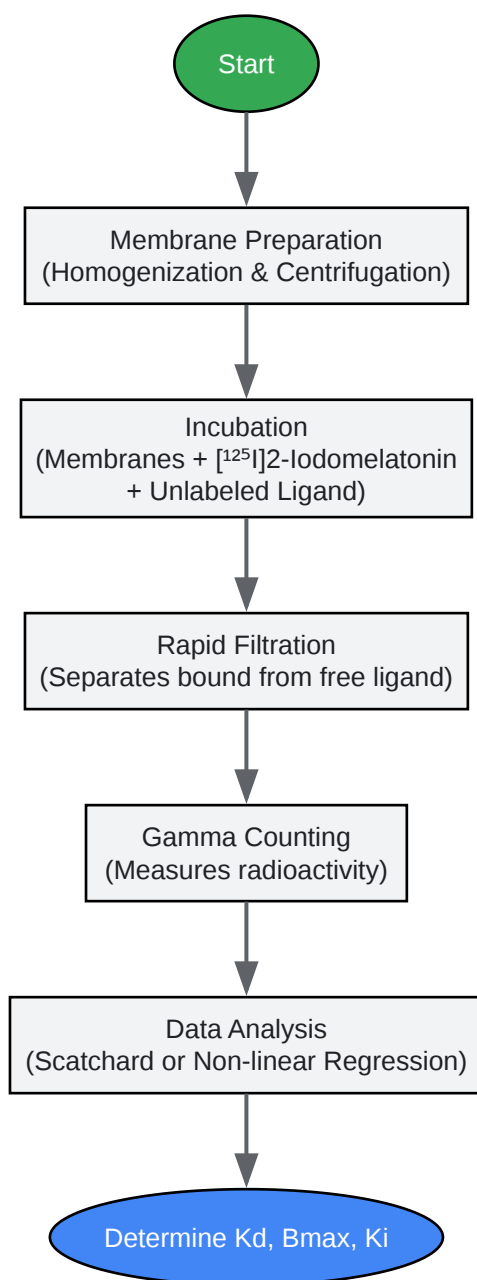 Start
Membrane Preparation
(Homogenization & Centrifugation)
Incubation
(Membranes + [¹²⁵I]2-Iodomelatonin
+ Unlabeled Ligand)
Rapid Filtration
(Separates bound from free ligand)
Gamma Counting
(Measures radioactivity)
Data Analysis
(Scatchard or Non-linear Regression)
Determine Kd, Bmax, Ki